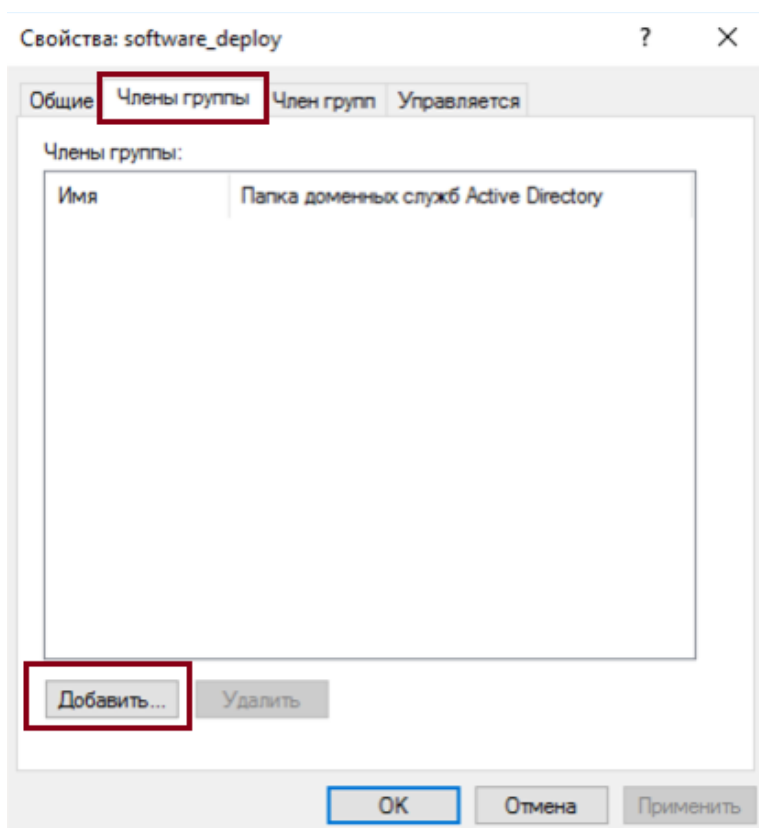 Свойства: software_deploy ? ×
Общие Члены группы Член групп Управляется
Члены группы:
Имя Папка доменных служб Active Directory
Добавить... Удалить
OK Отмена Применить